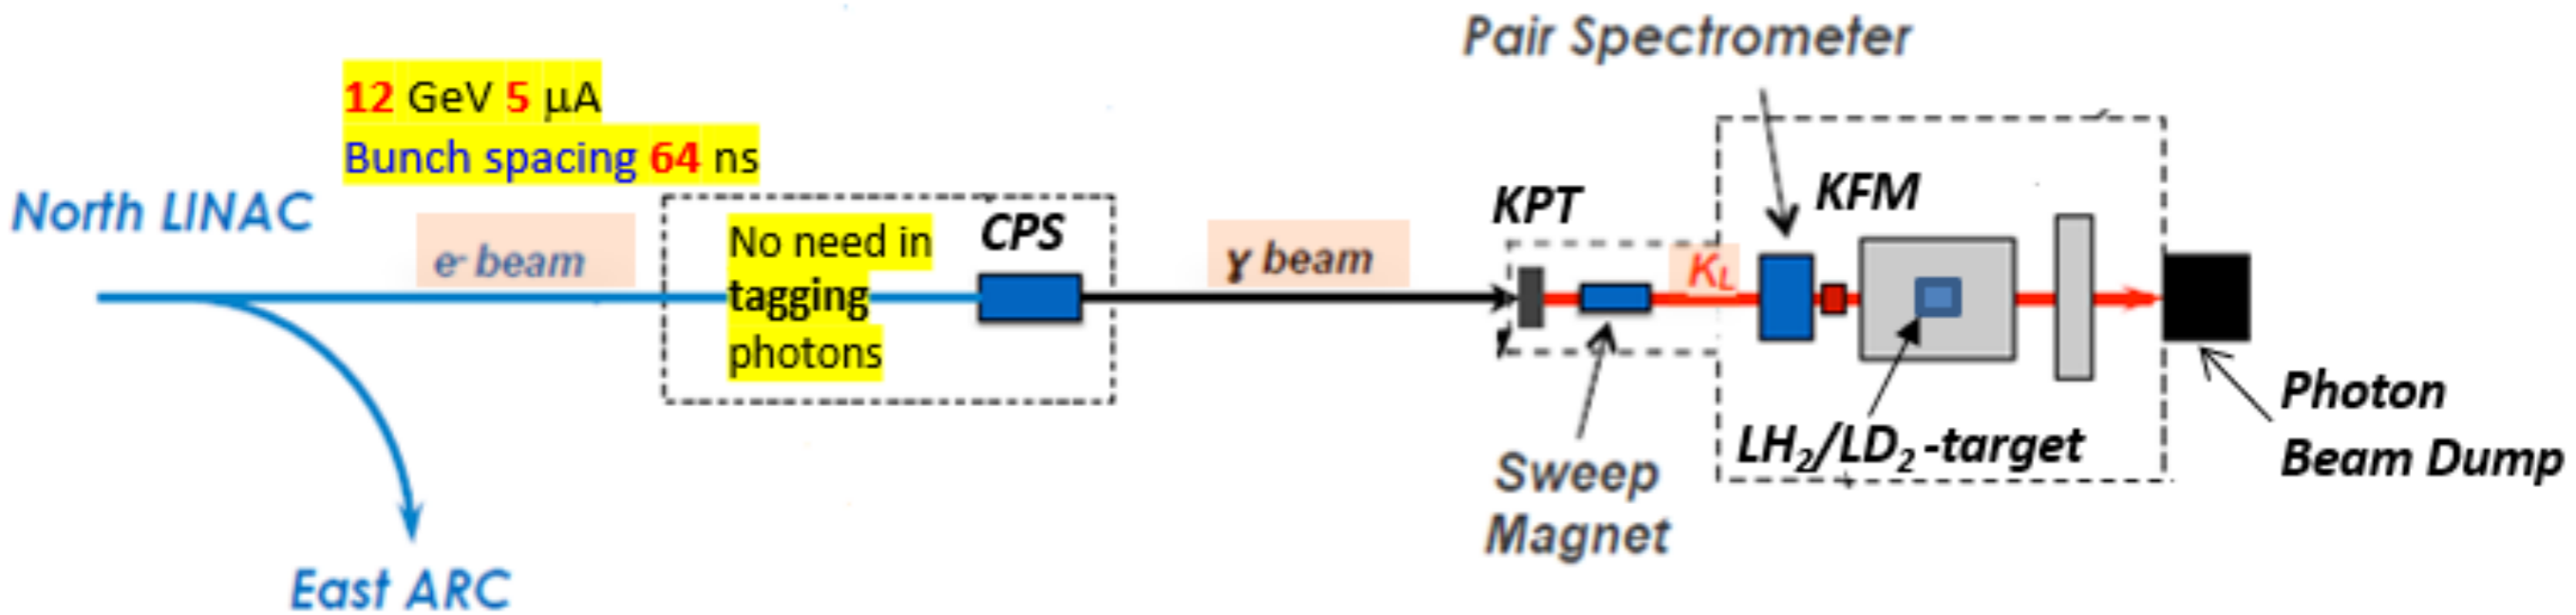 Pair Spectrometer
12 GeV 5 µA
Bunch spacing 64 ns
North LINAC
e- beam
No need in
tagging
photons
CPS
γ beam
KPT
KL
KFM
LH2/LD2 -target
Sweep
Magnet
Photon
Beam Dump
East ARC